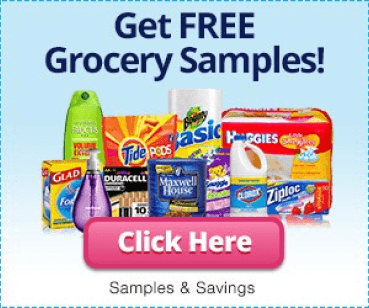 Get FREE
Grocery Samples!
Tide
PODS
Bounty
Basic
HUGGIES
GLAD
DURACELL
10
Maxwell
House
CLOROX
Ziploc
Click Here
Samples & Savings